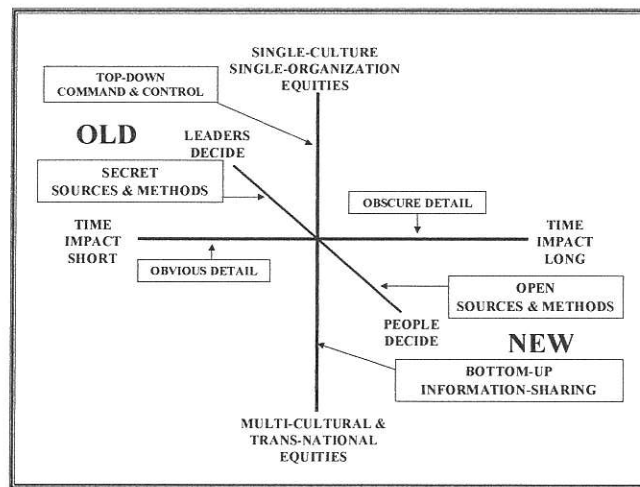 SINGLE-CULTURE
SINGLE-ORGANIZATION
EQUITIES
TOP-DOWN
COMMAND & CONTROL
OLD
LEADERS
DECIDE
SECRET
SOURCES & METHODS
OBSCURE DETAIL
TIME
IMPACT
SHORT
TIME
IMPACT
LONG
OBVIOUS DETAIL
OPEN
SOURCES & METHODS
PEOPLE
DECIDE
NEW
BOTTOM-UP
INFORMATION-SHARING
MULTI-CULTURAL &
TRANS-NATIONAL
EQUITIES